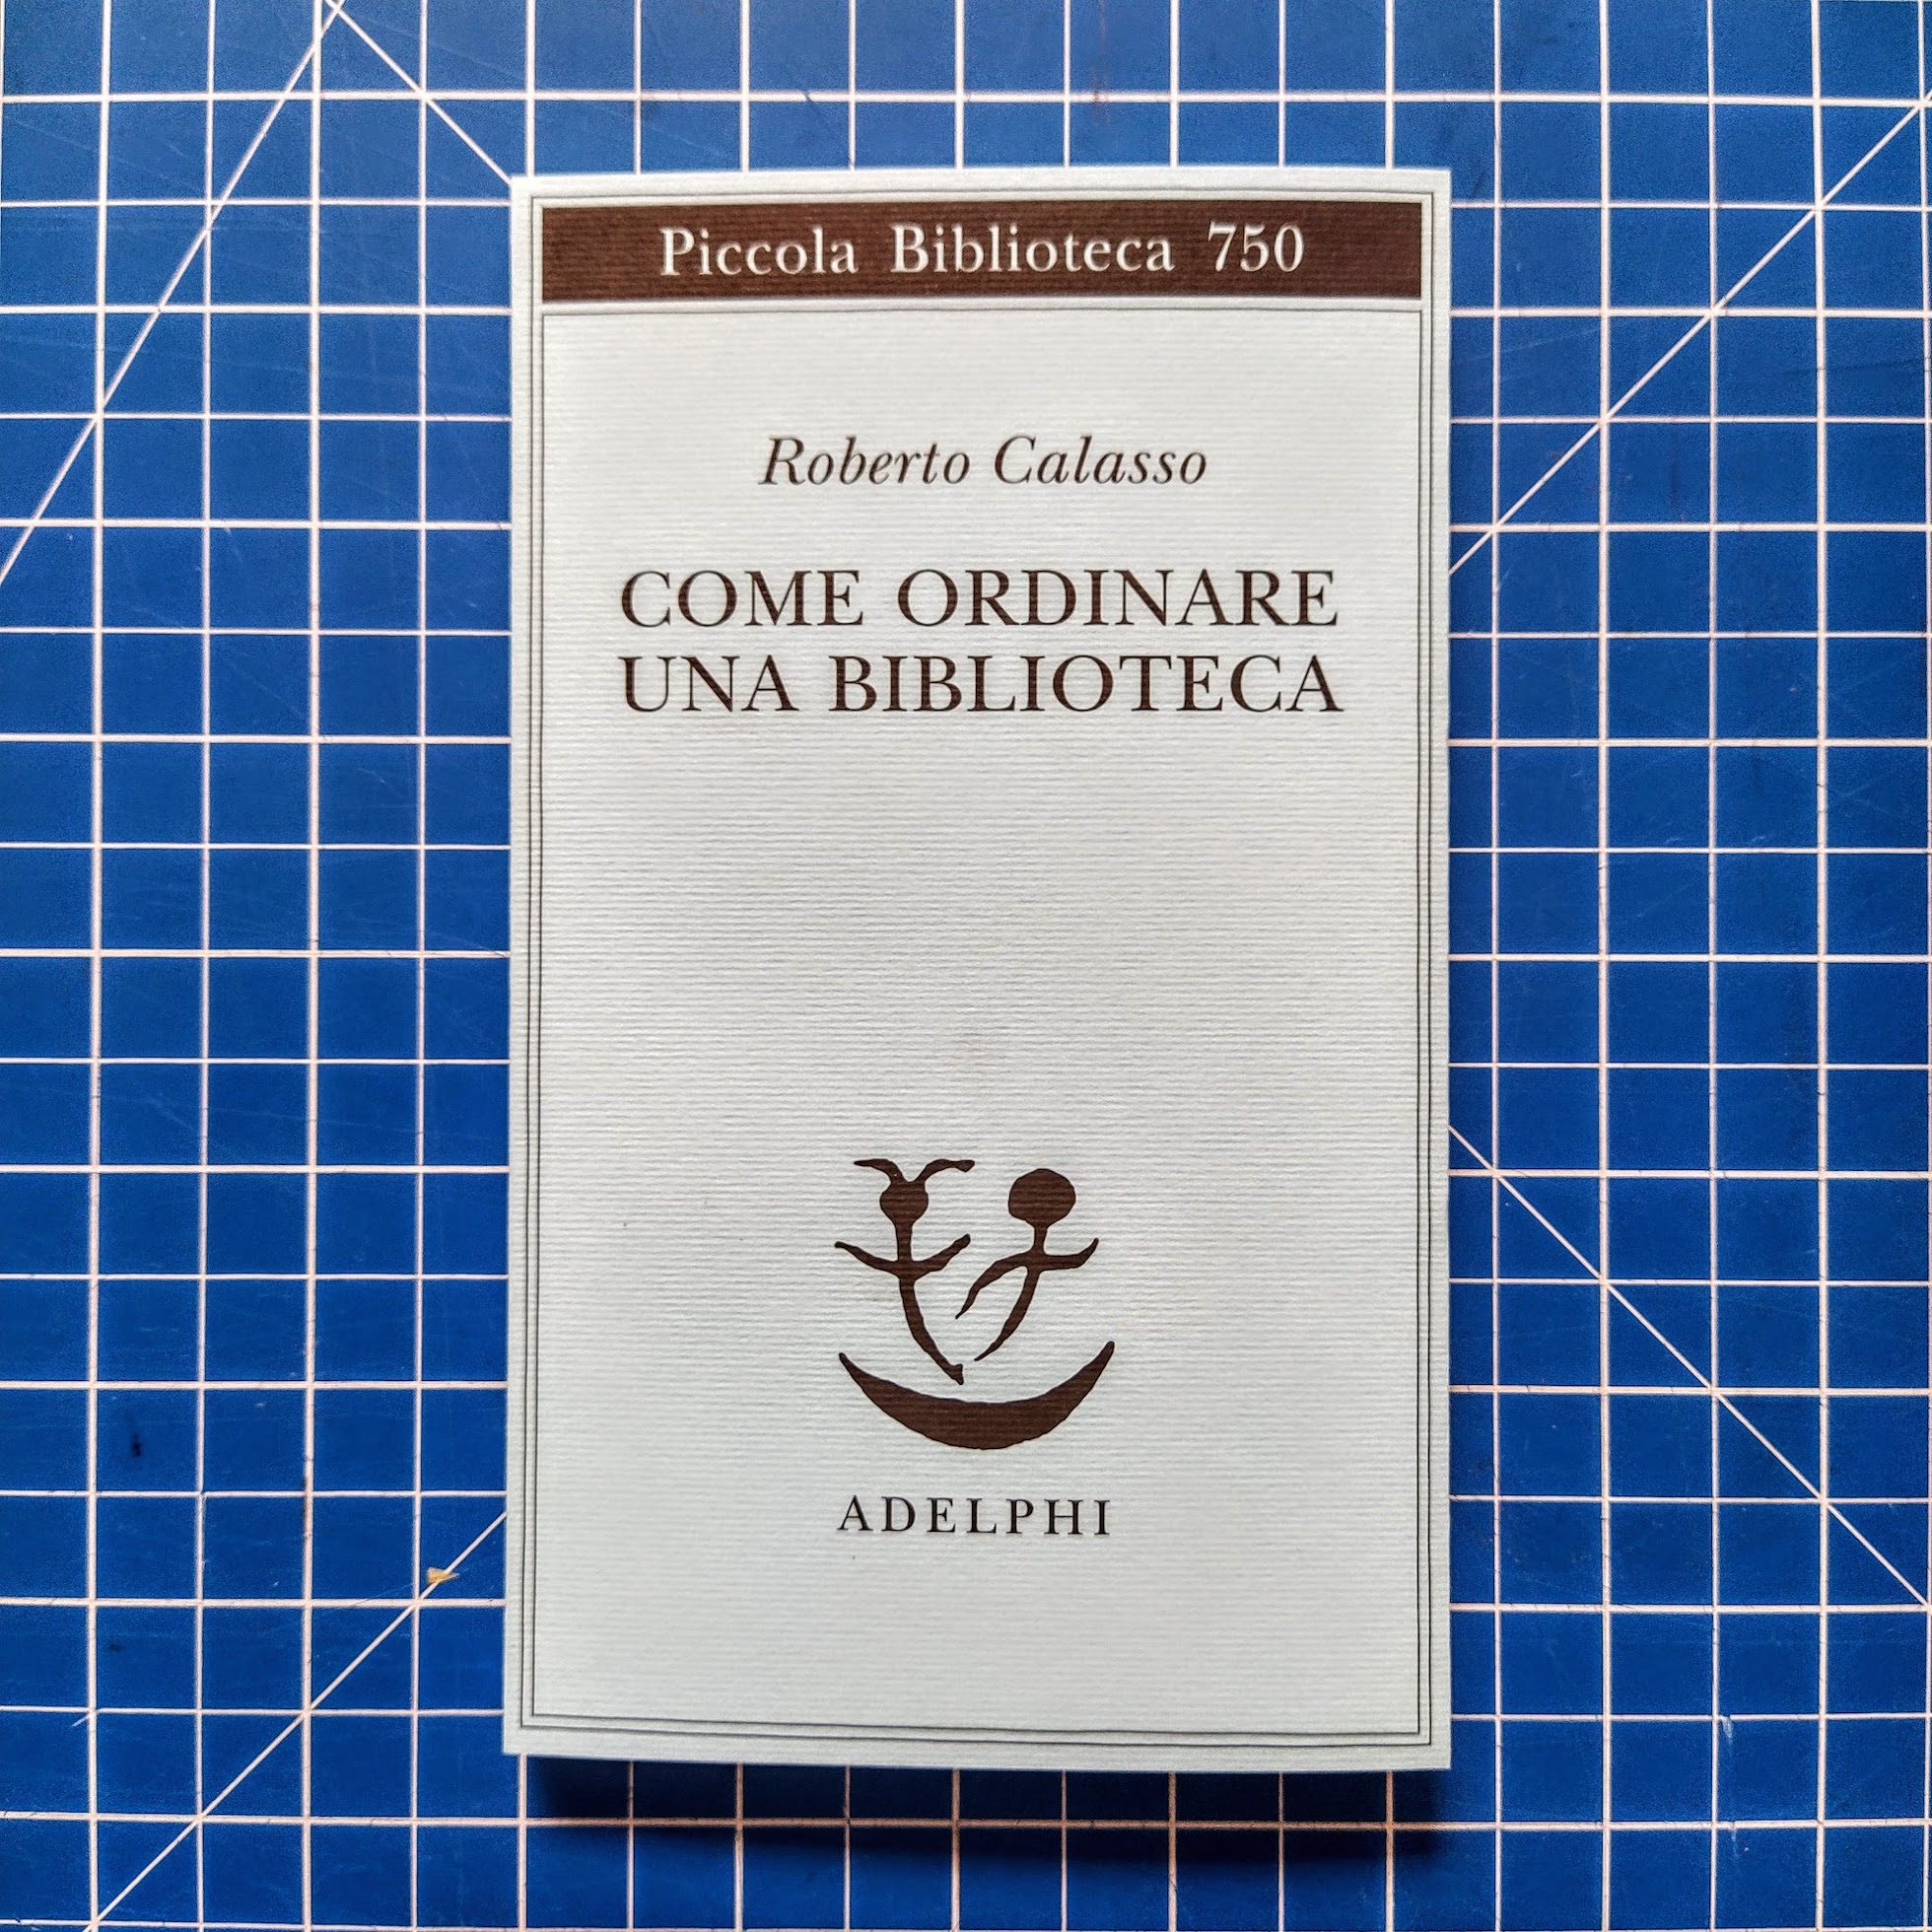 Piccola Biblioteca 750
Roberto Calasso
COME ORDINARE
UNA BIBLIOTECA
ADELPHI